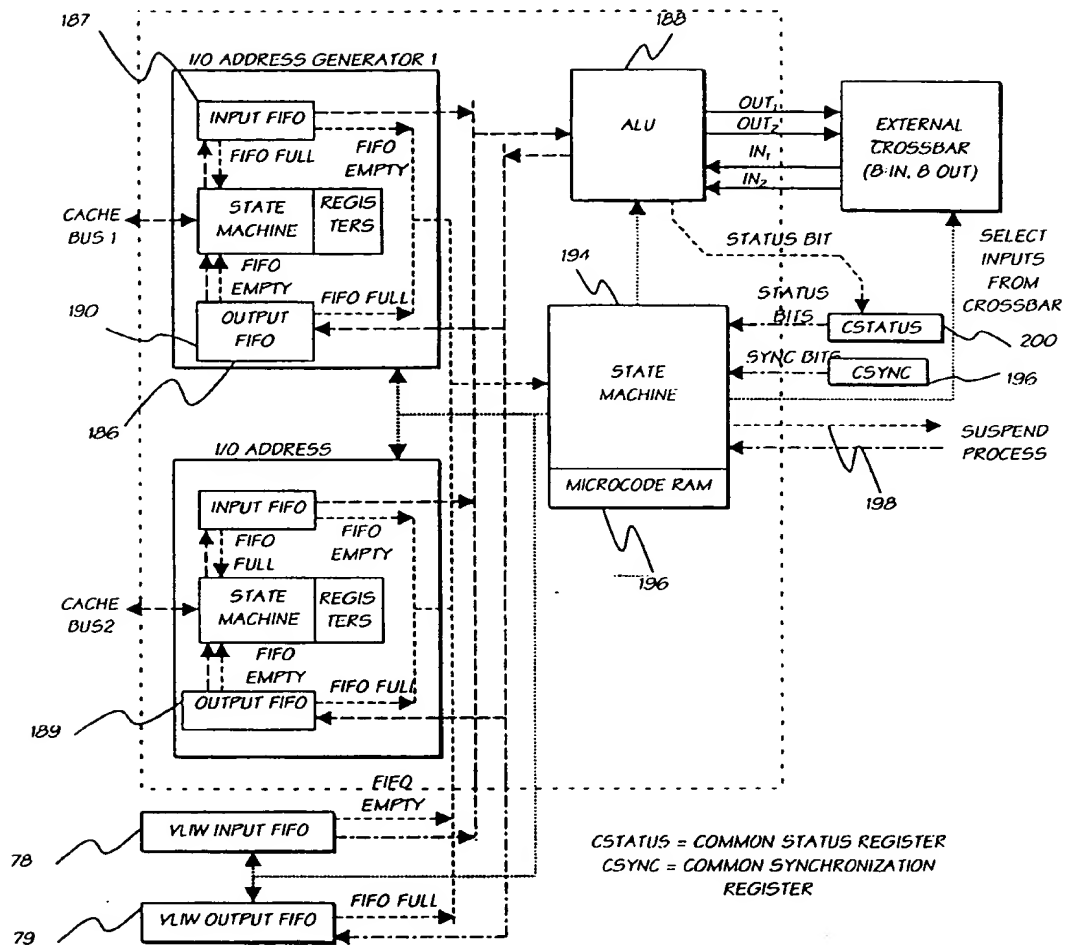 187
188
I/O ADDRESS GENERATOR 1
INPUT FIFO
FIFO FULL
FIFO
EMPTY
CACHE
BUS 1
STATE
MACHINE
REGIS
TERS
FIFO
EMPTY
FIFO FULL
OUTPUT
FIFO
190
186
ALU
OUT1
OUT2
IN1
IN2
EXTERNAL
CROSSBAR
(8 IN, 8 OUT)
STATUS BIT
SELECT
INPUTS
FROM
CROSSBAR
194
STATUS
BITS
CSTATUS
200
SYNC BITS
CSYNC
196
STATE
MACHINE
SUSPEND
PROCESS
198
MICROCODE RAM
196
I/O ADDRESS
INPUT FIFO
FIFO
FULL
FIFO
EMPTY
CACHE
BUS2
STATE
MACHINE
REGIS
TERS
FIFO
EMPTY
FIFO FULL
OUTPUT FIFO
189
FIFO
EMPTY
VLIW INPUT FIFO
78
FIFO FULL
VLIW OUTPUT FIFO
79
CSTATUS = COMMON STATUS REGISTER
CSYNC = COMMON SYNCHRONIZATION
REGISTER